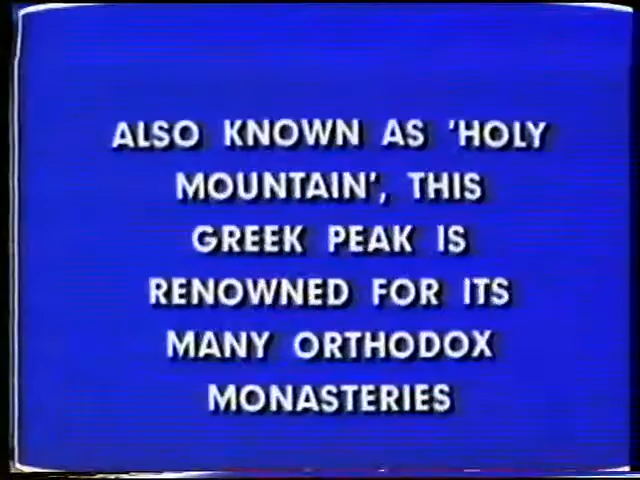 ALSO KNOWN AS 'HOLY
MOUNTAIN', THIS
GREEK PEAK IS
RENOWNED FOR ITS
MANY ORTHODOX
MONASTERIES